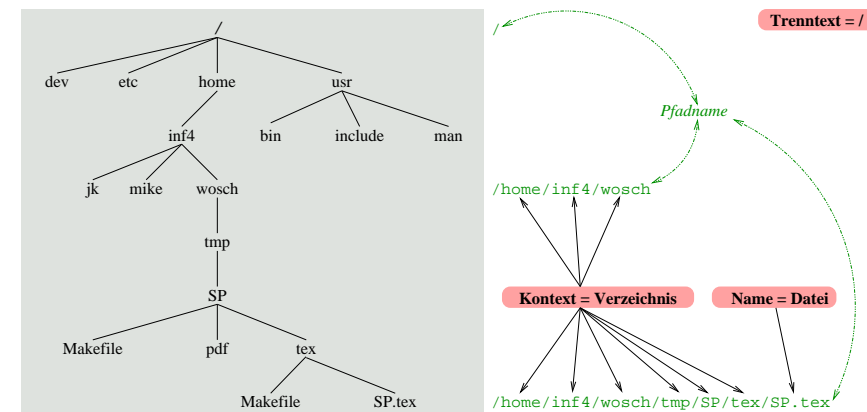 /
dev etc home usr
inf4 bin include man
jk mike wosch
tmp
SP
Makefile pdf tex
Makefile SP.tex
Trenntext = /
/
Pfadname
/home/inf4/wosch
Kontext = Verzeichnis
Name = Datei
/home/inf4/wosch/tmp/SP/tex/SP.tex